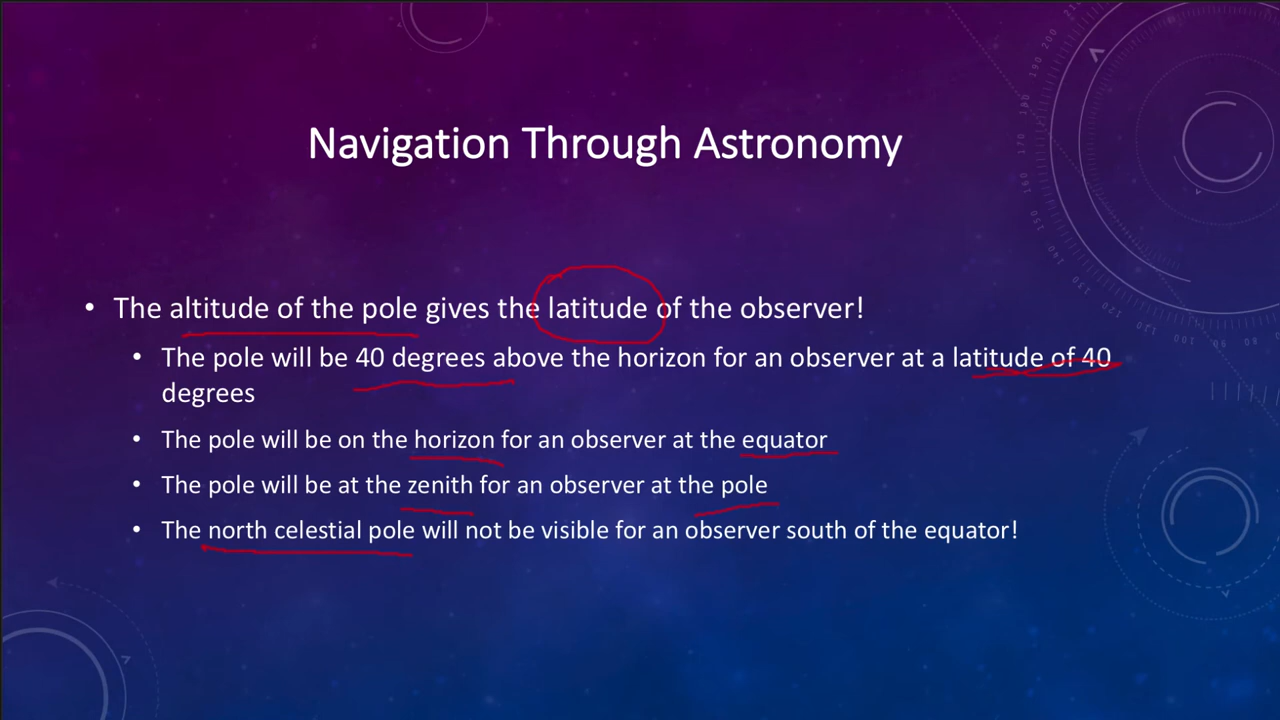 Navigation Through Astronomy
• The altitude of the pole gives the latitude of the observer!
• The pole will be 40 degrees above the horizon for an observer at a latitude of 40
degrees
• The pole will be on the horizon for an observer at the equator
• The pole will be at the zenith for an observer at the pole
• The north celestial pole will not be visible for an observer south of the equator!